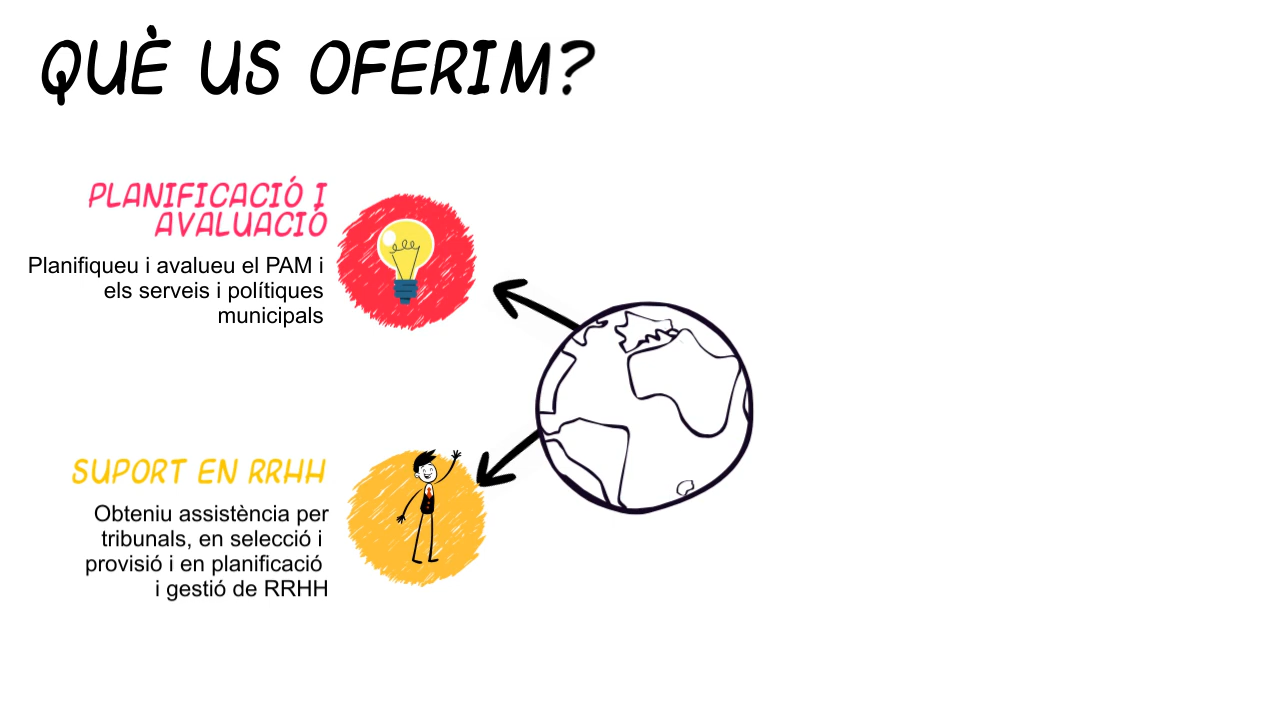 QUÈ US OFERIM?
PLANIFICACIÓ I
AVALUACIÓ
Planifiqueu i avalueu el PAM i
els serveis i polítiques
municipals
SUPORT EN RRHH
Obteniu assistència per
tribunals, en selecció i
provisió i en planificació
i gestió de RRHH